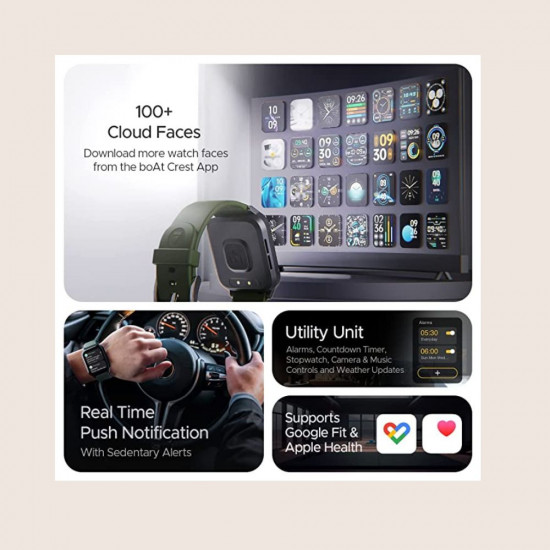 100+
Cloud Faces
Download more watch faces
from the boAt Crest App
Real Time
Push Notification
With Sedentary Alerts
Utility Unit
Alarms, Countdown Timer,
Stopwatch, Camera & Music
Controls and Weather Updates
Alarms
05:30
Everyday
06:00
Supports
Google Fit &
Apple Health